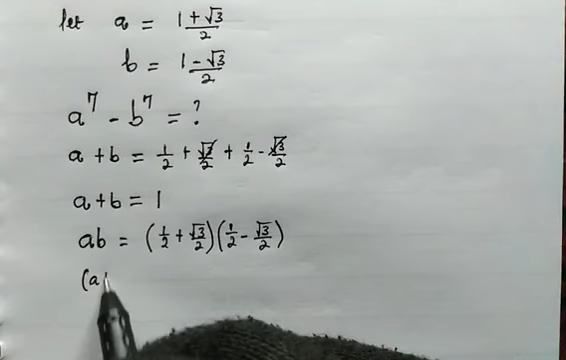 let a = (1+√3)/2
b = (1-√3)/2
a⁷ - b⁷ = ?
a + b = 1/2 + √3/2 + 1/2 - √3/2
a + b = 1
ab = (1/2 + √3/2)(1/2 - √3/2)
(a